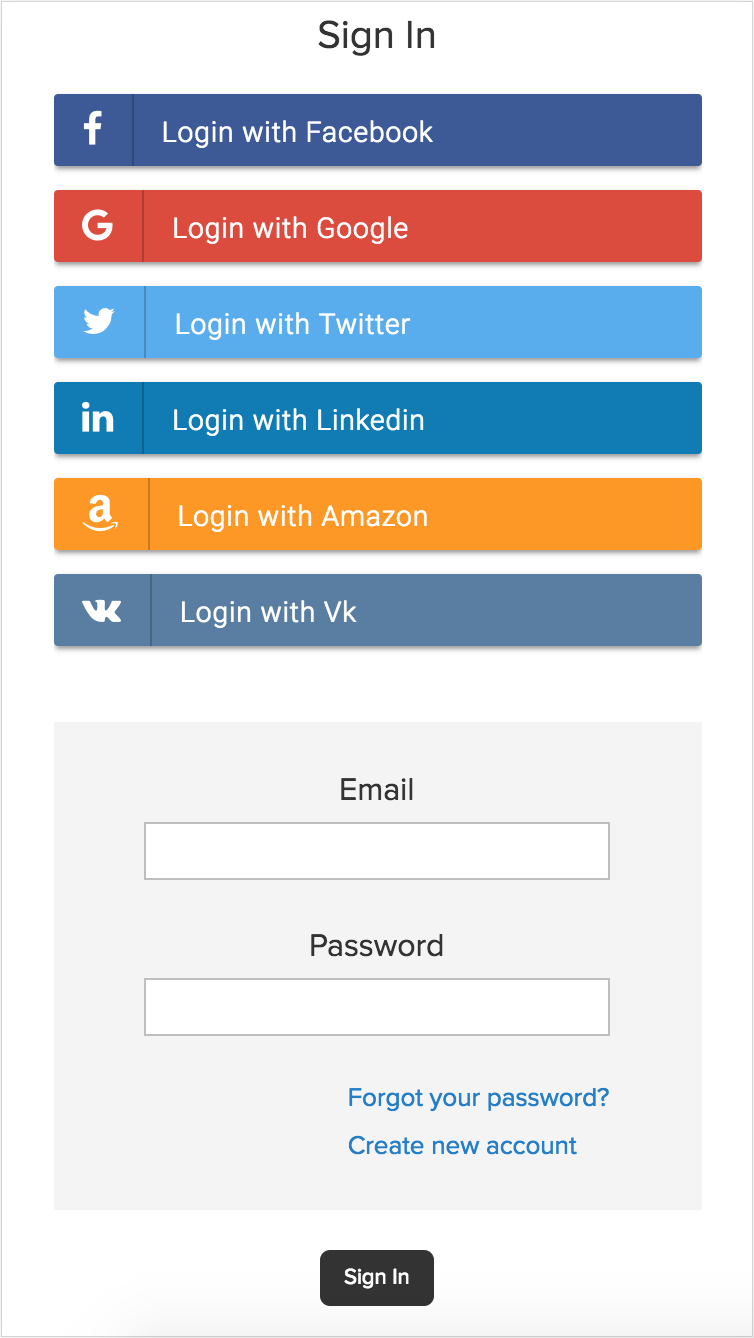 Sign In
Login with Facebook
Login with Google
Login with Twitter
Login with Linkedin
Login with Amazon
Login with Vk
Email
Password
Forgot your password?
Create new account
Sign In